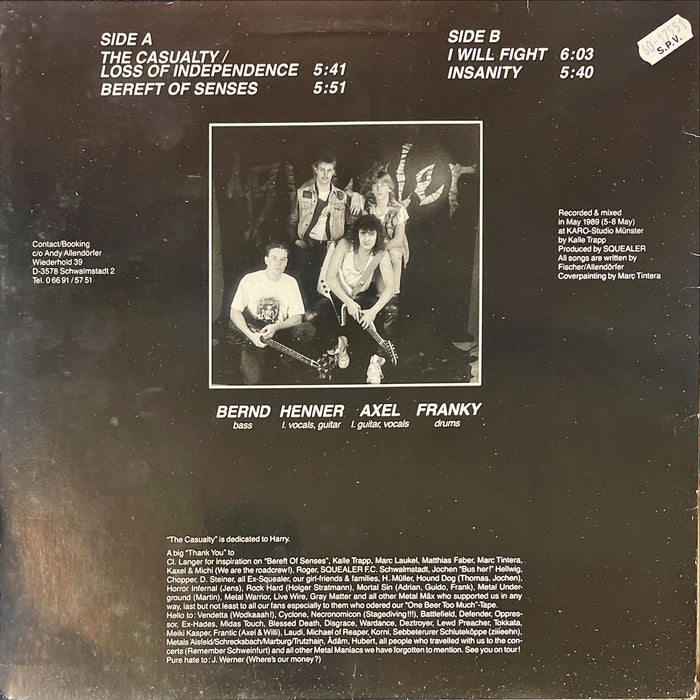 SIDE A
THE CASUALTY /
LOSS OF INDEPENDENCE 5:41
BEREFT OF SENSES 5:51
SIDE B
I WILL FIGHT 6:03
INSANITY 5:40
S.P.V.
Contact/Booking
c/o Andy Allendörfer
Wiederhold 39
D-3578 Schwalmstadt 2
Tel. 0 66 91 / 57 51
Recorded & mixed
in May 1989 (5-8 May)
at KARO-Studio Münster
by Kalle Trapp
Produced by SQUEALER
All songs are written by
Fischer/Allendörfer
Coverpainting by Marc Tintera
BERND HENNER AXEL FRANKY
bass l. vocals, guitar l. guitar, vocals drums
"The Casualty" is dedicated to Harry.
A big "Thank You" to
Cl. Langer for inspiration on "Bereft Of Senses", Kalle Trapp, Marc Laukel, Matthias Faber, Marc Tintera,
Kaxel & Michi (We are the roadcrew!), Roger, SQUEALER F.C. Schwalmstadt, Jochen "Bus her!" Hellwig,
Chopper, D. Steiner, all Ex-Squealer, our girl-friends & families, H. Müller, Hound Dog (Thomas, Jochen),
Horror Infernal (Jens), Rock Hard (Holger Stratmann), Mortal Sin (Adrian, Guido, Frank), Metal Under-
ground (Martin), Metal Warrior, Live Wire, Gray Matter and all other Metal Mäx who supported us in any
way, last but not least to all our fans especially to them who odered our "One Beer Too Much"-Tape.
Hello to: Vendetta (Wodkaaah!), Cyclone, Necronomicon (Stagediving!!!), Battlefield, Defender, Oppres-
sor, Ex-Hades, Midas Touch, Blessed Death, Disgrace, Wardance, Deztroyer, Lewd Preacher, Tokkata,
Meiki Kasper, Frantic (Axel & Willi), Laudi, Michael of Reaper, Korni, Sebbeterurer Schluteköppe (ziiieehn),
Metals Alsfeld/Schrecksbach/Marburg/Trutzhain, Ädäm, Hubert, all people who travelled with us to the con-
certs (Remember Schweinfurt) and all other Metal Maniacs we have forgotten to mention. See you on tour!
Pure hate to: J. Werner (Where's our money?)